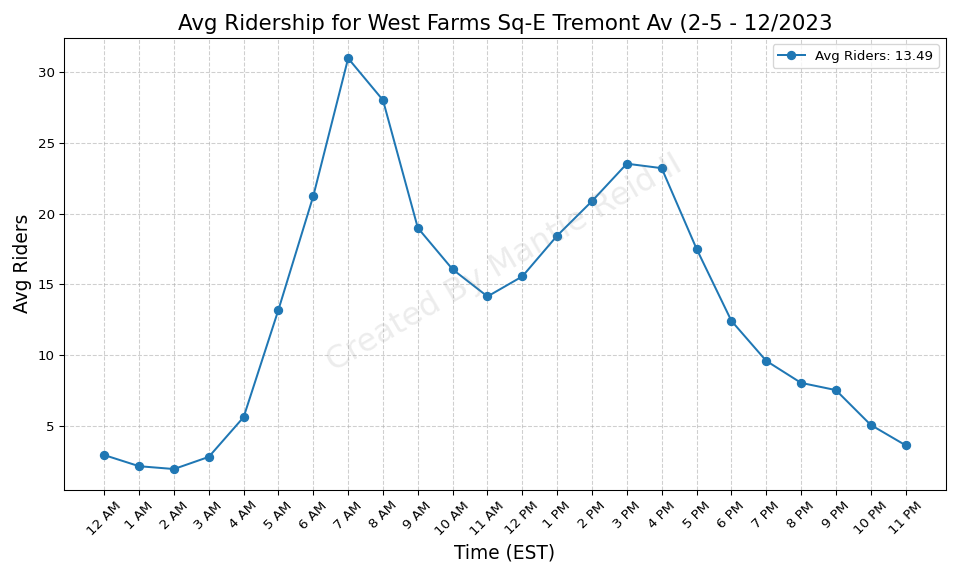 Avg Ridership for West Farms Sq-E Tremont Av (2-5 - 12/2023
Avg Riders: 13.49
Avg Riders
30
25
20
15
10
5
Created By Mantie Reid II
12 AM 1 AM 2 AM 3 AM 4 AM 5 AM 6 AM 7 AM 8 AM 9 AM 10 AM 11 AM 12 PM 1 PM 2 PM 3 PM 4 PM 5 PM 6 PM 7 PM 8 PM 9 PM 10 PM 11 PM
Time (EST)